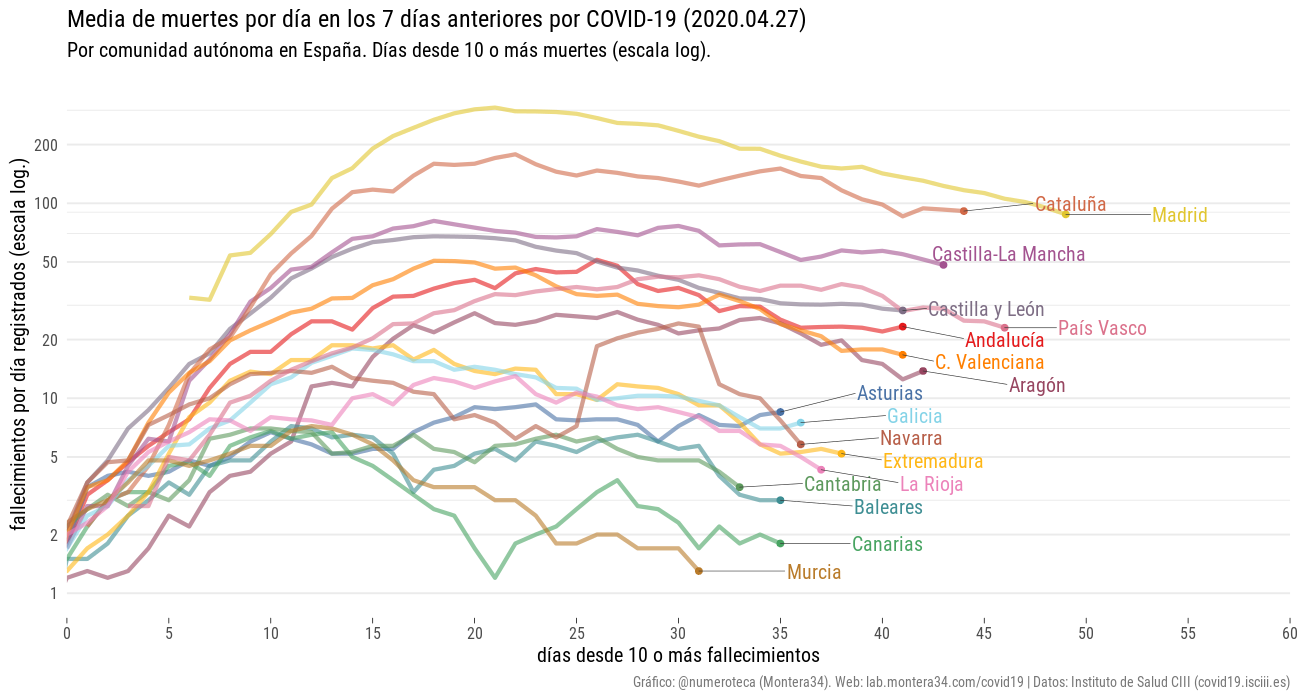 Media de muertes por día en los 7 días anteriores por COVID-19 (2020.04.27)
Por comunidad autónoma en España. Días desde 10 o más muertes (escala log).
fallecimientos por día registrados (escala log.)
200
100
50
20
10
5
2
1
Cataluña
Madrid
Castilla-La Mancha
Castilla y León
País Vasco
Andalucía
C. Valenciana
Aragón
Asturias
Galicia
Navarra
Extremadura
Cantabria
La Rioja
Baleares
Canarias
Murcia
0 5 10 15 20 25 30 35 40 45 50 55 60
días desde 10 o más fallecimientos
Gráfico: @numeroteca (Montera34). Web: lab.montera34.com/covid19 | Datos: Instituto de Salud CIII (covid19.isciii.es)